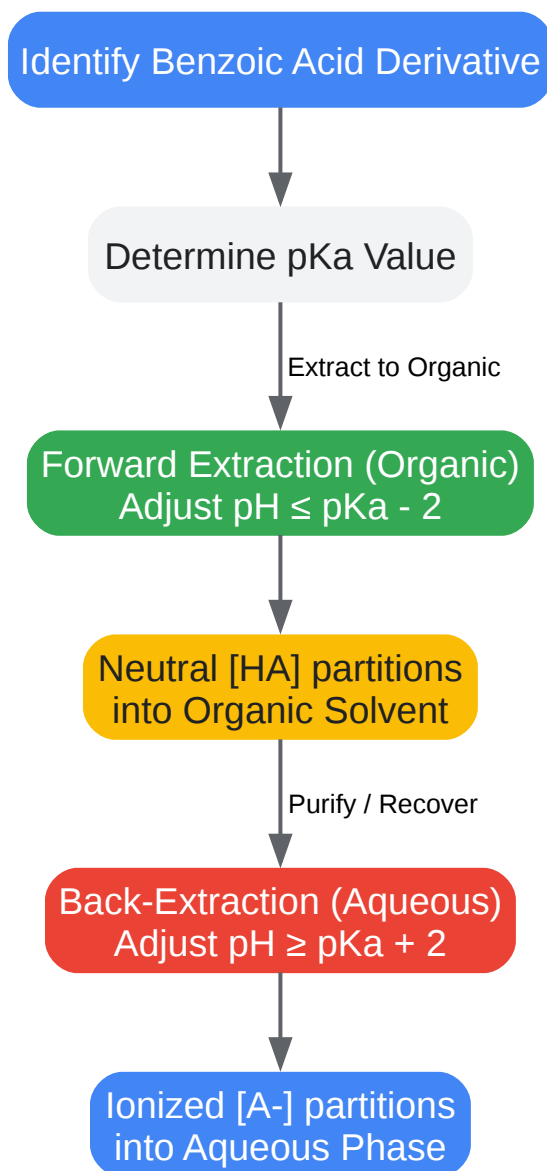 Identify Benzoic Acid Derivative
Determine pKa Value
Extract to Organic
Forward Extraction (Organic)
Adjust pH ≤ pKa - 2
Neutral [HA] partitions
into Organic Solvent
Purify / Recover
Back-Extraction (Aqueous)
Adjust pH ≥ pKa + 2
Ionized [A-] partitions
into Aqueous Phase